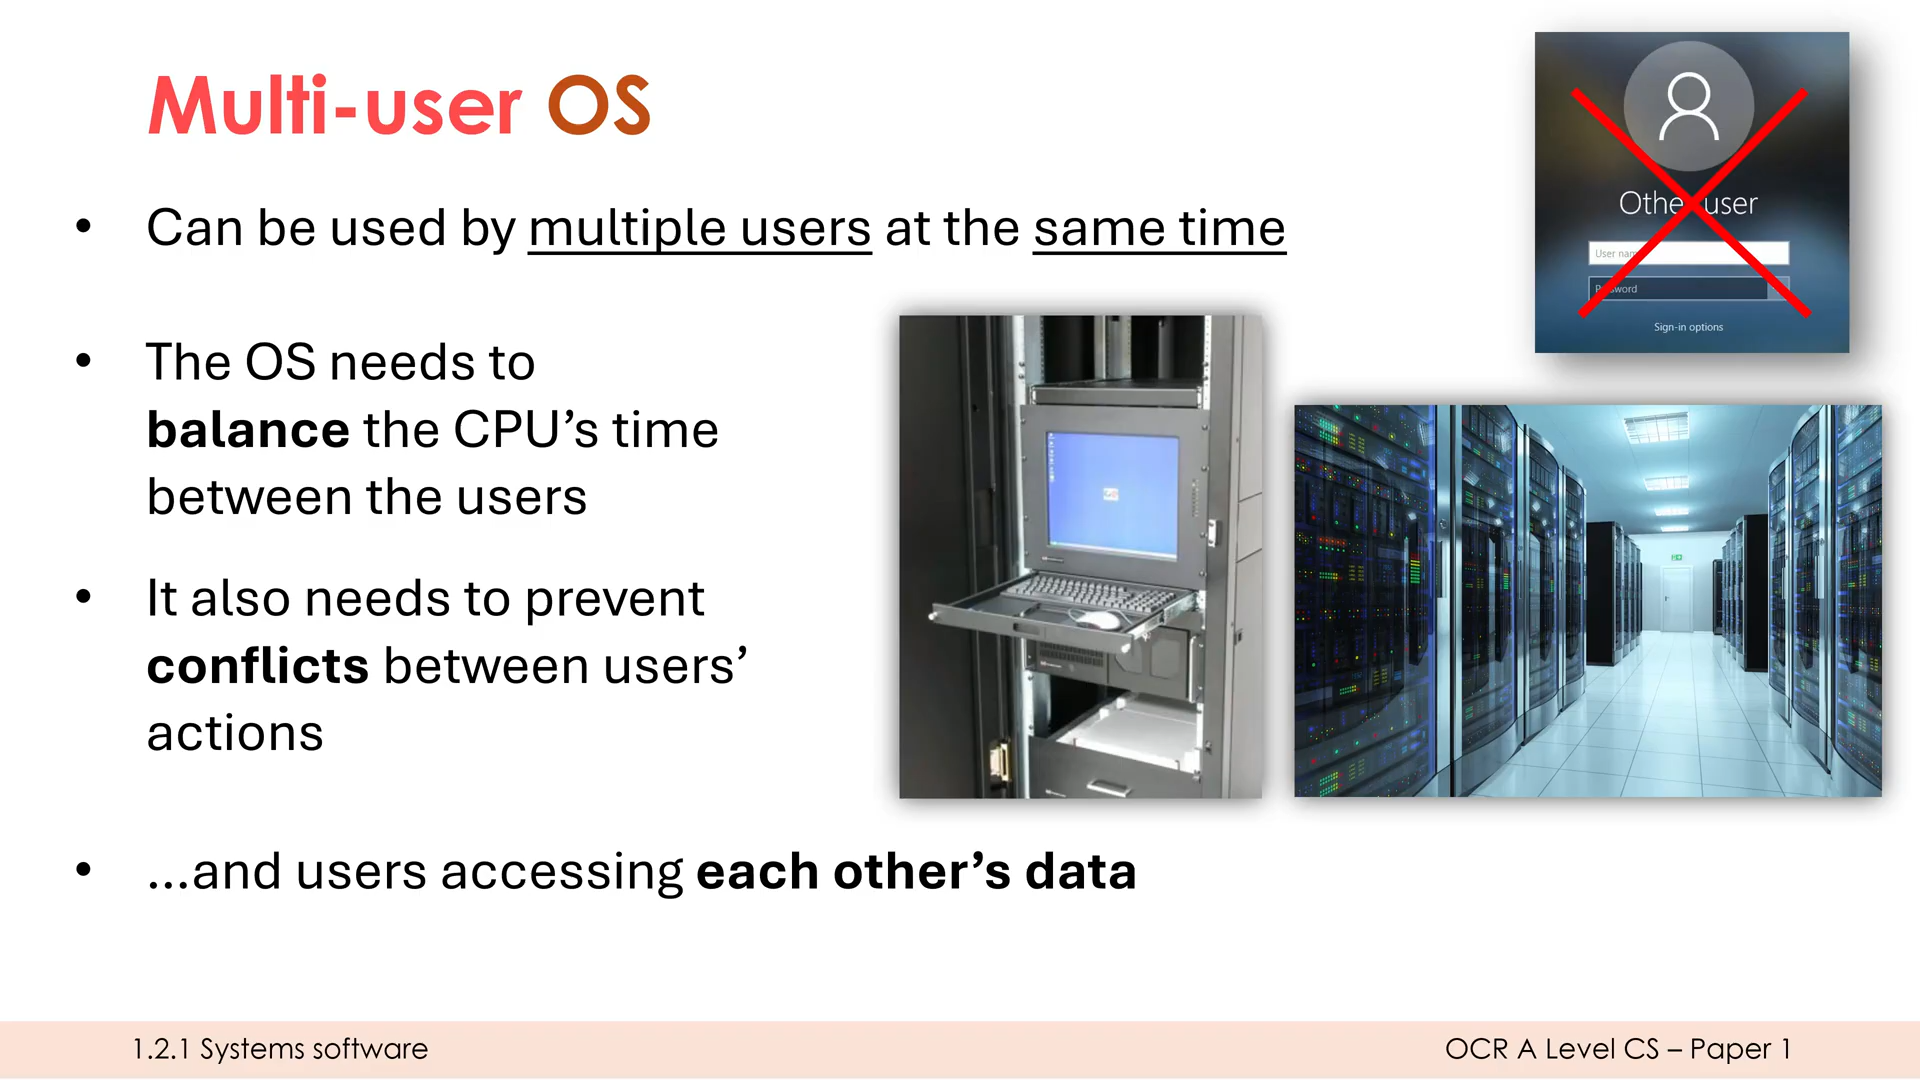 Multi-user OS
• Can be used by multiple users at the same time
• The OS needs to
balance the CPU’s time
between the users
• It also needs to prevent
conflicts between users’
actions
• ...and users accessing each other’s data
Other user
User name
Password
Sign-in options
1.2.1 Systems software
OCR A Level CS – Paper 1